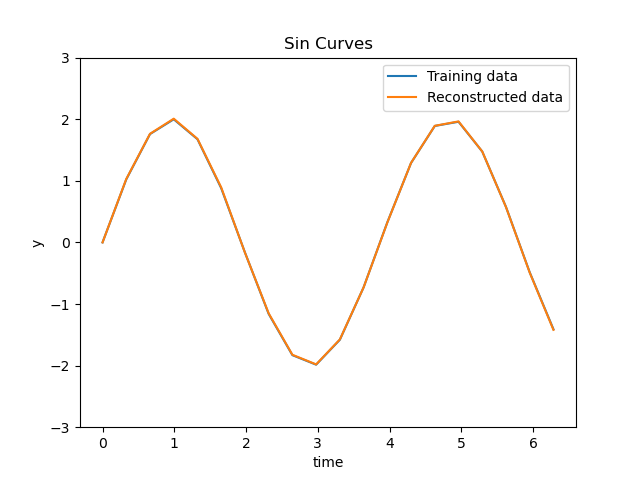 Sin Curves
Training data
Reconstructed data
3
2
1
0
−1
−2
−3
y
0 1 2 3 4 5 6
time